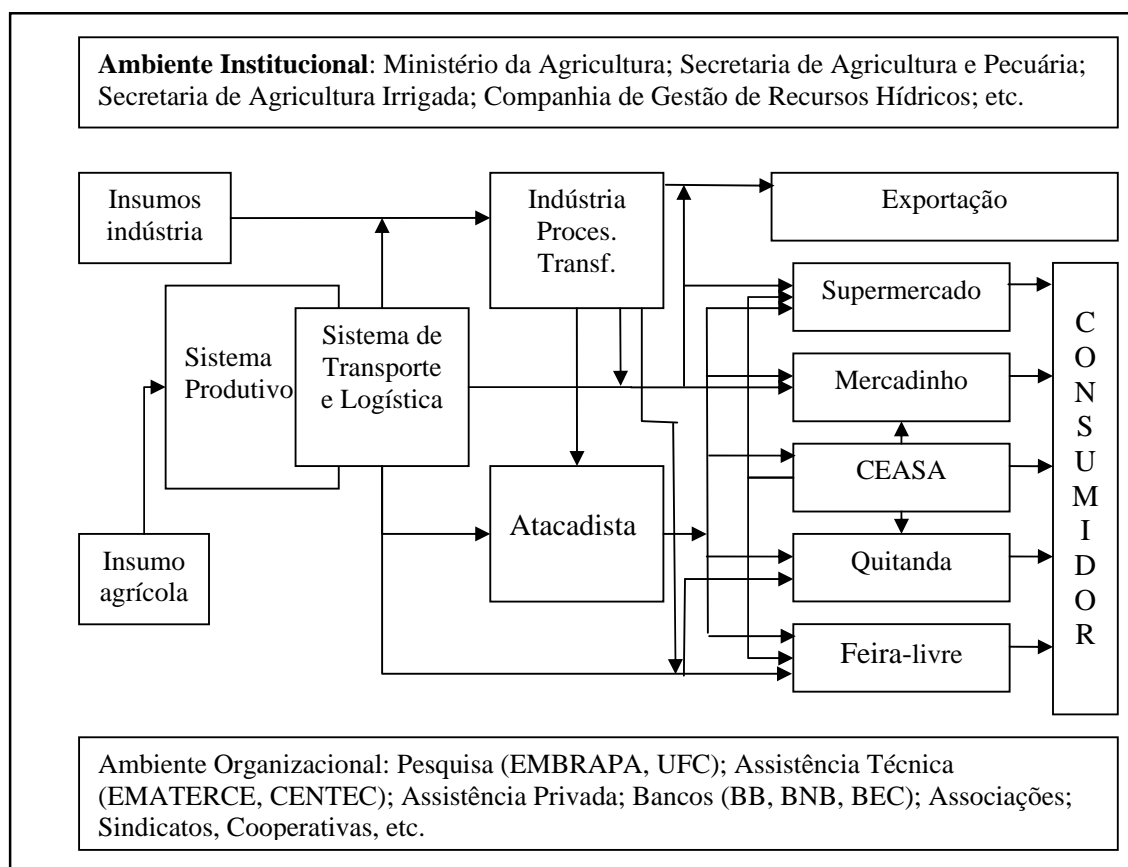 Ambiente Institucional: Ministério da Agricultura; Secretaria de Agricultura e Pecuária;
Secretaria de Agricultura Irrigada; Companhia de Gestão de Recursos Hídricos; etc.
Insumos
indústria
Indústria
Proces.
Transf.
Exportação
Sistema
Produtivo
Sistema de
Transporte
e Logística
Supermercado
Mercadinho
CEASA
Atacadista
Quitanda
Feira-livre
Insumo
agrícola
C
O
N
S
U
M
I
D
O
R
Ambiente Organizacional: Pesquisa (EMBRAPA, UFC); Assistência Técnica
(EMATERCE, CENTEC); Assistência Privada; Bancos (BB, BNB, BEC); Associações;
Sindicatos, Cooperativas, etc.